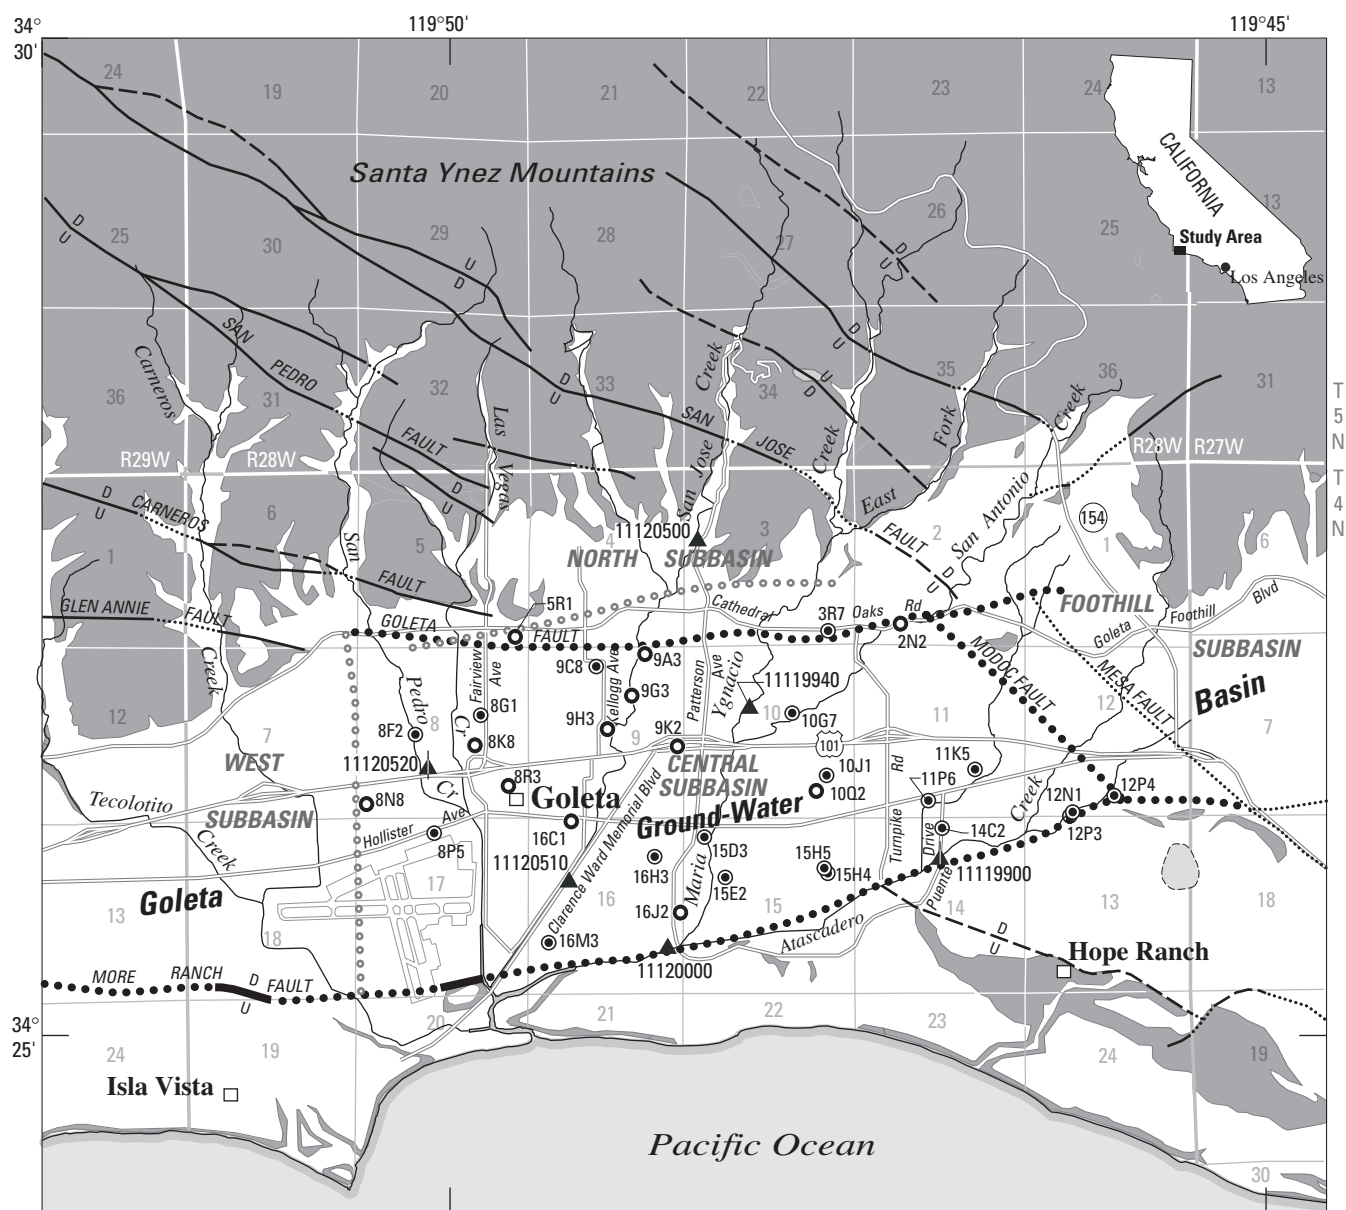 119°50'
119°45'
34°
30'
24
19
20
21
22
23
24
13
CALIFORNIA
Santa Ynez Mountains
13
Study Area
Los Angeles
D
U
25
30
29
28
27
26
25
U
D
D
U
SAN
PEDRO
FAULT
Carneros
Creek
36
31
32
33
34
35
36
31
D
U
D
U
U
D
SAN
JOSE
FAULT
D
U
Las
Vegas
San Jose
Creek
Creek
East
Fork
San Antonio
Creek
T
5
N
T
4
N
R29W
R28W
R28W
R27W
D
U
D
U
CARNEROS
FAULT
1
6
5
4
3
2
1
6
154
San
Pedro
Cr
11120500
NORTH SUBBASIN
GLEN ANNIE
FAULT
GOLETA
FAULT
5R1
Cathedral
Oaks
Rd
3R7
2N2
FOOTHILL
SUBBASIN
Goleta
Foothill
Blvd
MODOC FAULT
MESA FAULT
9C8
9A3
9G3
9H3
9K2
Kellogg Ave
Patterson
Ave
Fairview
Ave
Maria
Ygnacio
11119940
10G7
10
11
12
7
12
7
8
9
8F2
8G1
8K8
8R3
8N8
8P5
11120520
Cr
WEST
SUBBASIN
CENTRAL
SUBBASIN
101
10J1
10Q2
11K5
11P6
Rd
Turnpike
Creek
12N1
12P4
12P3
Goleta
Ground-Water
Basin
Goleta
Tecolotito
Creek
Hollister
Ave
16C1
11120510
Clarence Ward Memorial Blvd
16H3
16J2
16M3
15D3
15E2
15H5
15H4
14C2
Drive
Puente
11119900
Atascadero
11120000
13
18
17
16
15
14
13
18
D
U
Hope Ranch
MORE
RANCH
FAULT
D
U
34°
25'
24
19
20
21
22
23
24
19
30
Isla Vista
Pacific Ocean